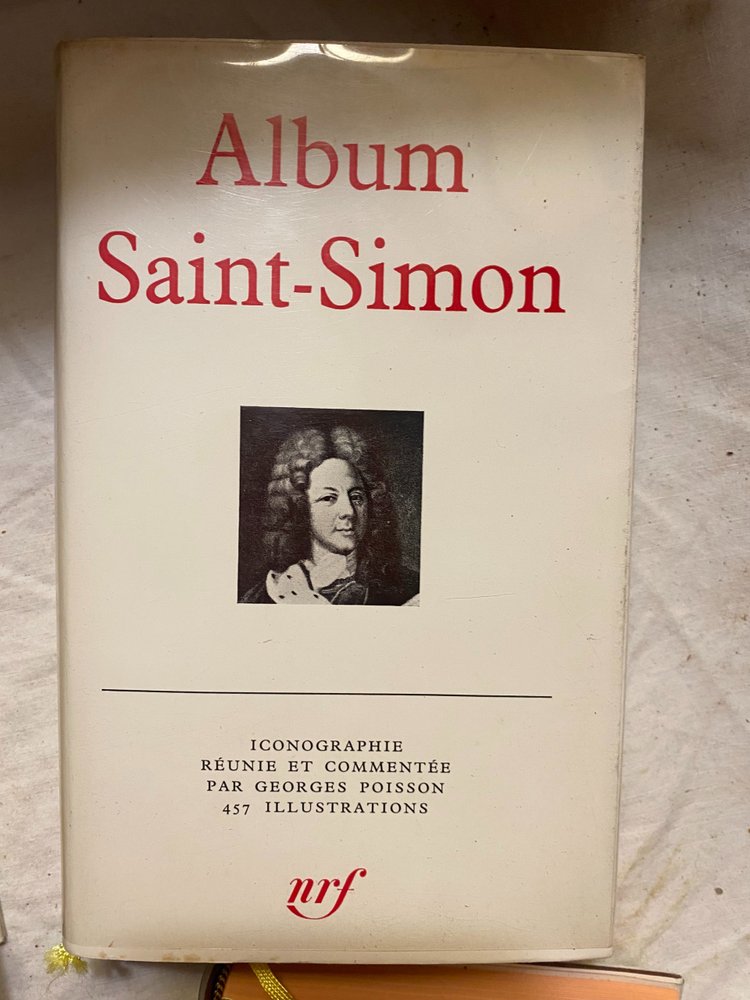 Album
Saint-Simon
ICONOGRAPHIE
RÉUNIE ET COMMENTÉE
PAR GEORGES POISSON
457 ILLUSTRATIONS
nrf